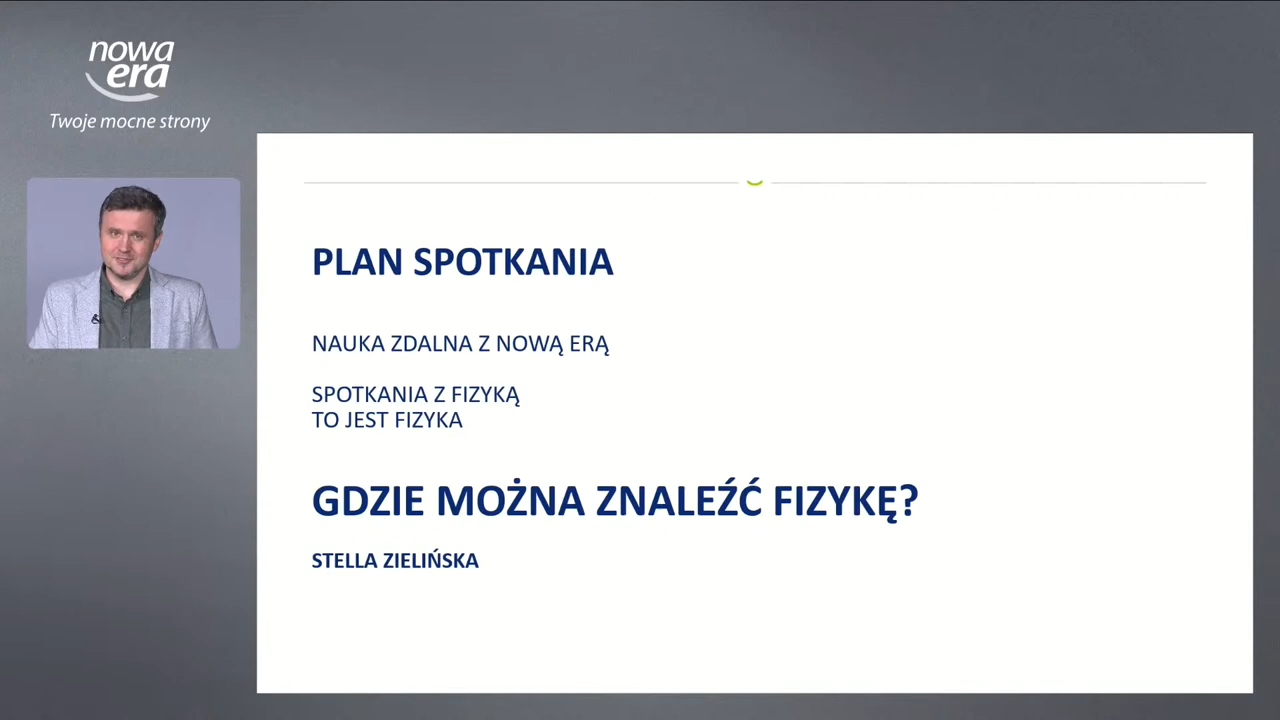 nowa
era
Twoje mocne strony
PLAN SPOTKANIA
NAUKA ZDALNA Z NOWĄ ERĄ
SPOTKANIA Z FIZYKĄ
TO JEST FIZYKA
GDZIE MOŻNA ZNALEŹĆ FIZYKĘ?
STELLA ZIELIŃSKA